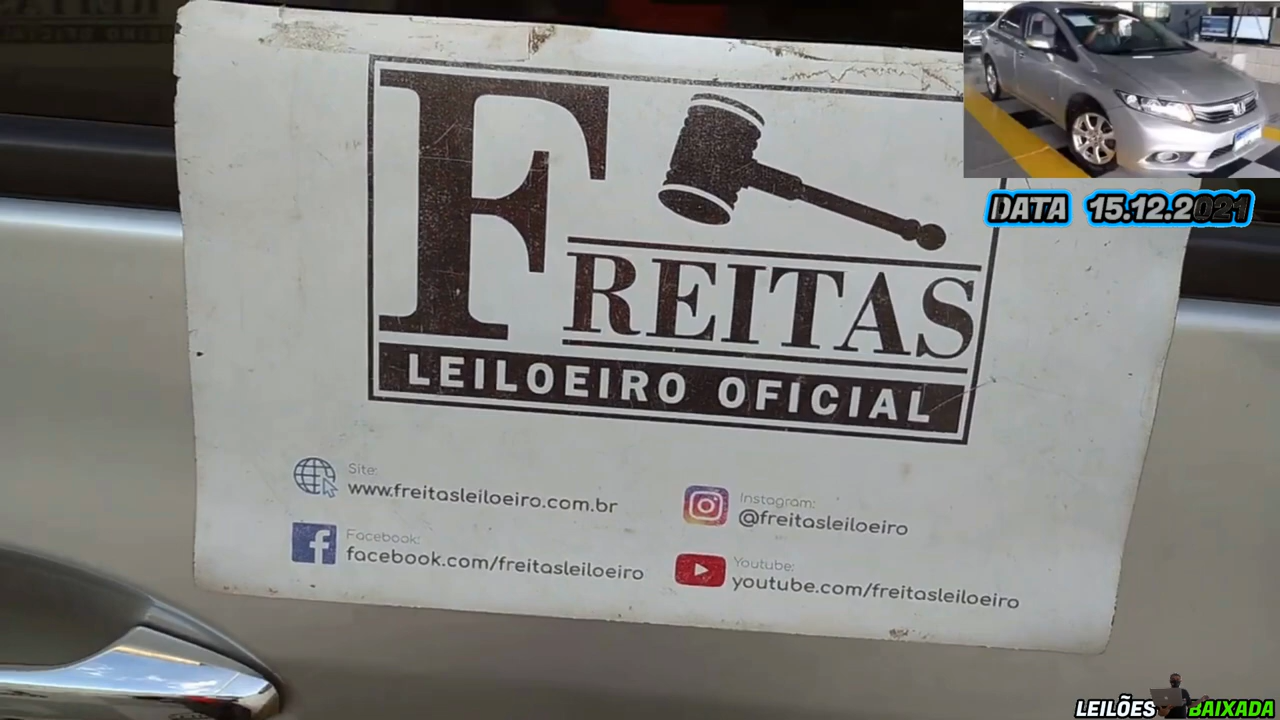 FREITAS
LEILOEIRO OFICIAL
Site:
www.freitasleiloeiro.com.br
Facebook:
facebook.com/freitasleiloeiro
Instagram:
@freitasleiloeiro
Youtube:
youtube.com/freitasleiloeiro
DATA 15.12.2021
LEILÕES BAIXADA